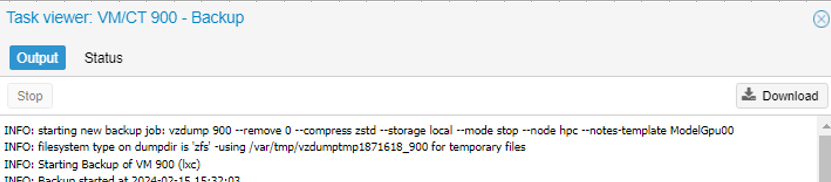 Task viewer: VM/CT 900 - Backup
Output Status
Stop Download
INFO: starting new backup job: vzdump 900 --remove 0 --compress zstd --storage local --mode stop --node hpc --notes-template ModelGpu00
INFO: filesystem type on dumpdir is 'zfs' -using /var/tmp/vzdumptmp1871618_900 for temporary files
INFO: Starting Backup of VM 900 (lxc)
INFO: Backup started at 2024-02-15 15:32:03